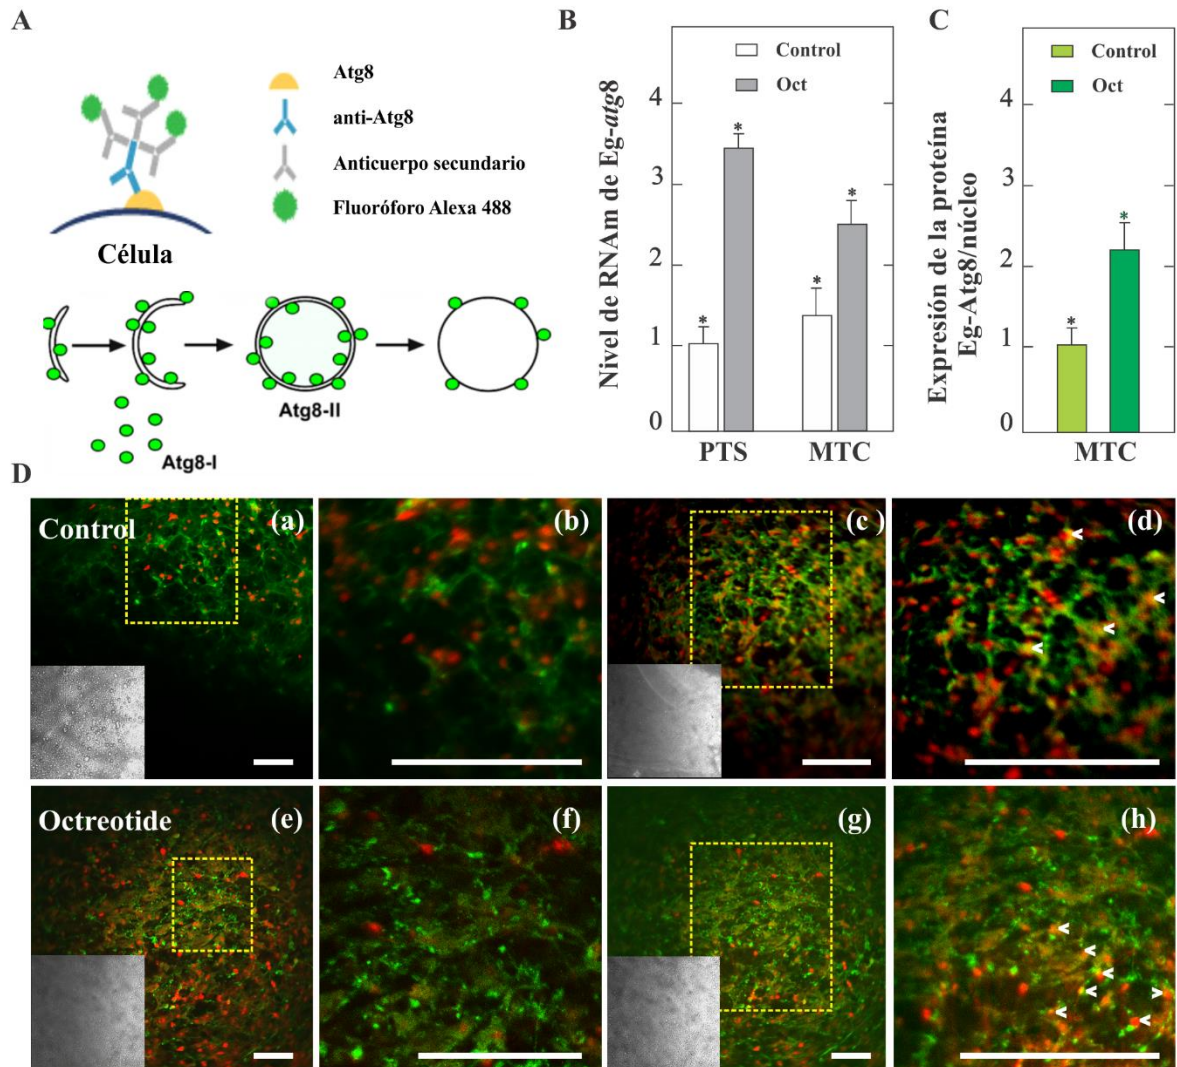 A
Atg8
anti-Atg8
Anticuerpo secundario
Fluoróforo Alexa 488
Célula
Atg8-II
Atg8-I
B
Nivel de RNAm de Eg-atg8
Control
Oct
4
3
2
1
0
*
*
*
*
PTS
MTC
C
Expresión de la proteína
Eg-Atg8/núcleo
Control
Oct
4
3
2
1
0
*
*
MTC
D
Control
(a)
(b)
(c)
(d)
Octreotide
(e)
(f)
(g)
(h)